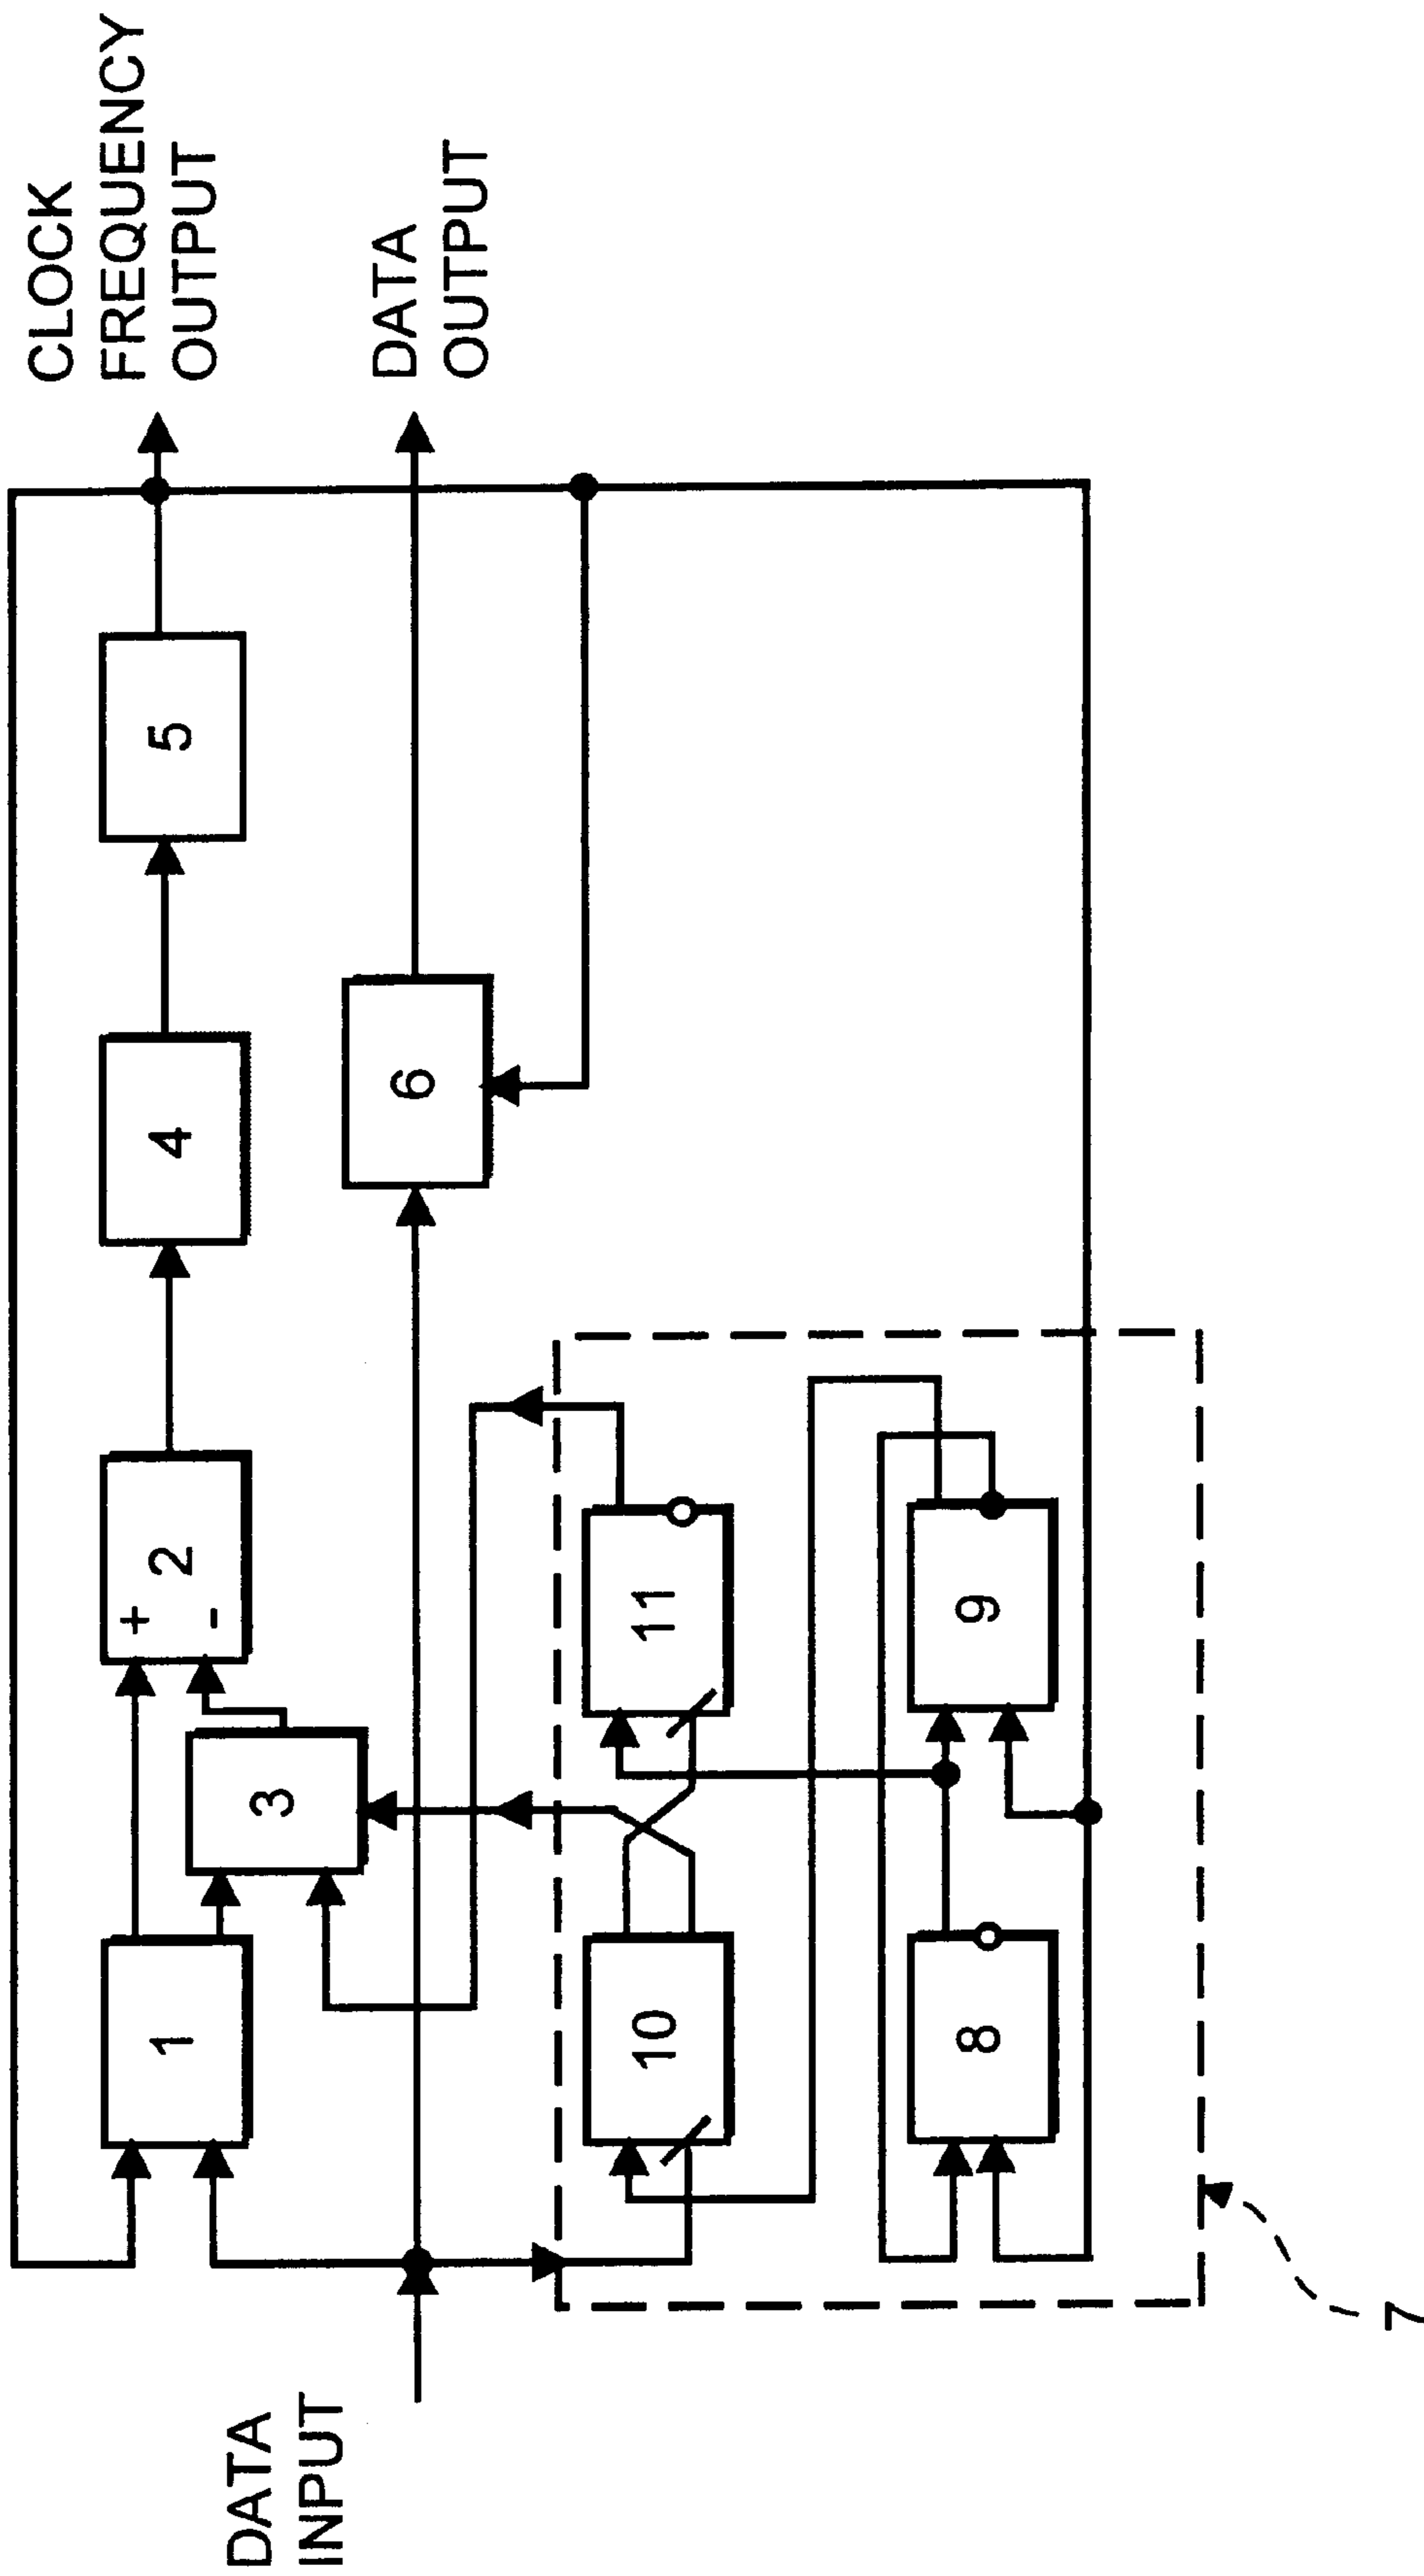 CLOCK
FREQUENCY
OUTPUT
DATA
OUTPUT
5
4
+
2
-
3
1
6
11
10
9
8
DATA
INPUT
7